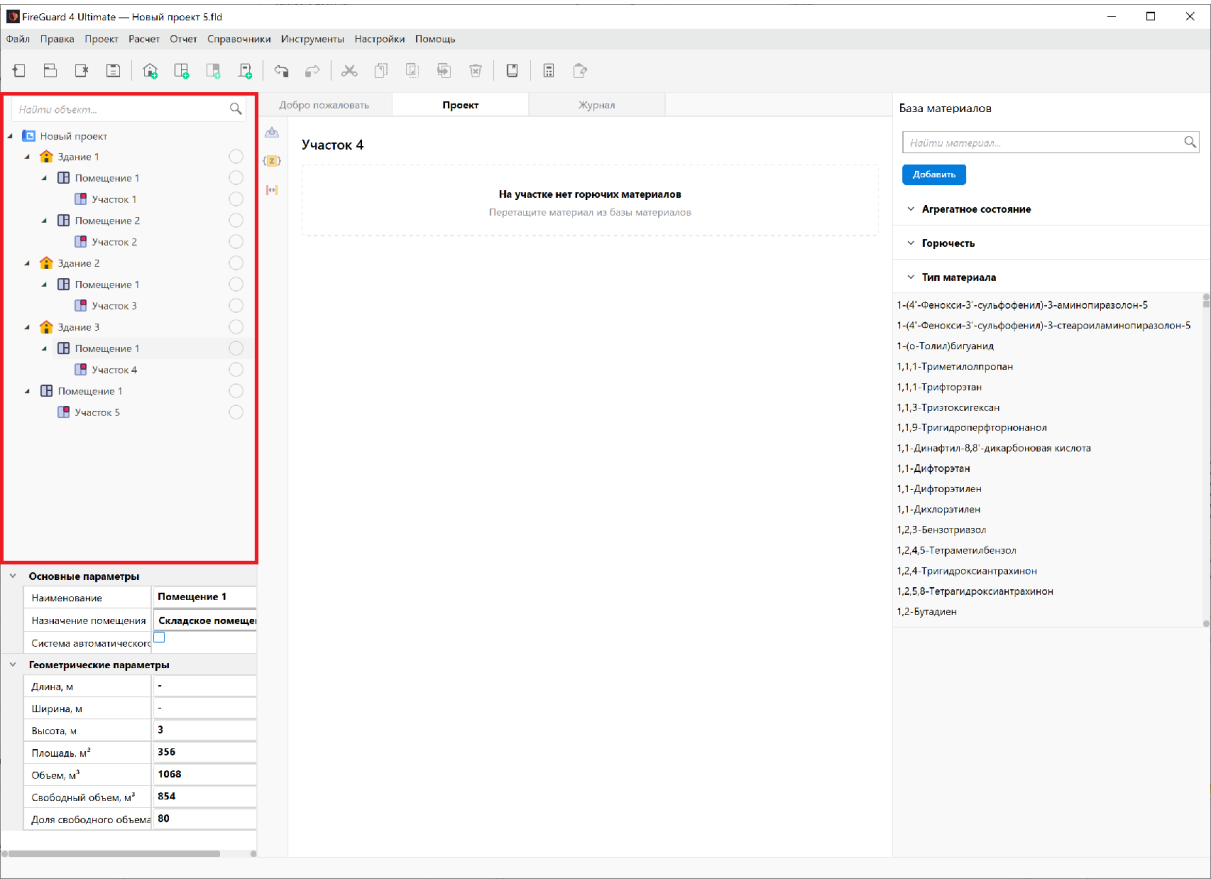 FireGuard 4 Ultimate — Новый проект 5.fld
Файл Правка Проект Расчет Отчет Справочники Инструменты Настройки Помощь
Найти объект...
Новый проект
Здание 1
Помещение 1
Участок 1
Помещение 2
Участок 2
Здание 2
Помещение 1
Участок 3
Здание 3
Помещение 1
Участок 4
Помещение 1
Участок 5
Основные параметры
Наименование Помещение 1
Назначение помещения Складское помеще
Система автоматическогс
Геометрические параметры
Длина, м -
Ширина, м -
Высота, м 3
Площадь, м² 356
Объем, м³ 1068
Свободный объем, м³ 854
Доля свободного объема 80
Добро пожаловать Проект Журнал
{Z}
Участок 4
На участке нет горючих материалов
Перетащите материал из базы материалов
База материалов
Найти материал...
Добавить
Агрегатное состояние
Горючесть
Тип материала
1-(4'-Фенокси-3'-сульфофенил)-3-аминопиразолон-5
1-(4'-Фенокси-3'-сульфофенил)-3-стеароиламинопиразолон-5
1-(о-Толил)бигуанид
1,1,1-Триметилолпропан
1,1,1-Трифторэтан
1,1,3-Триэтоксигексан
1,1,9-Тригидроперфторнонанол
1,1-Динафтил-8,8'-дикарбоновая кислота
1,1-Дифторэтан
1,1-Дифторэтилен
1,1-Дихлорэтилен
1,2,3-Бензотриазол
1,2,4,5-Тетраметилбензол
1,2,4-Тригидроксиантрахинон
1,2,5,8-Тетрагидроксиантрахинон
1,2-Бутадиен